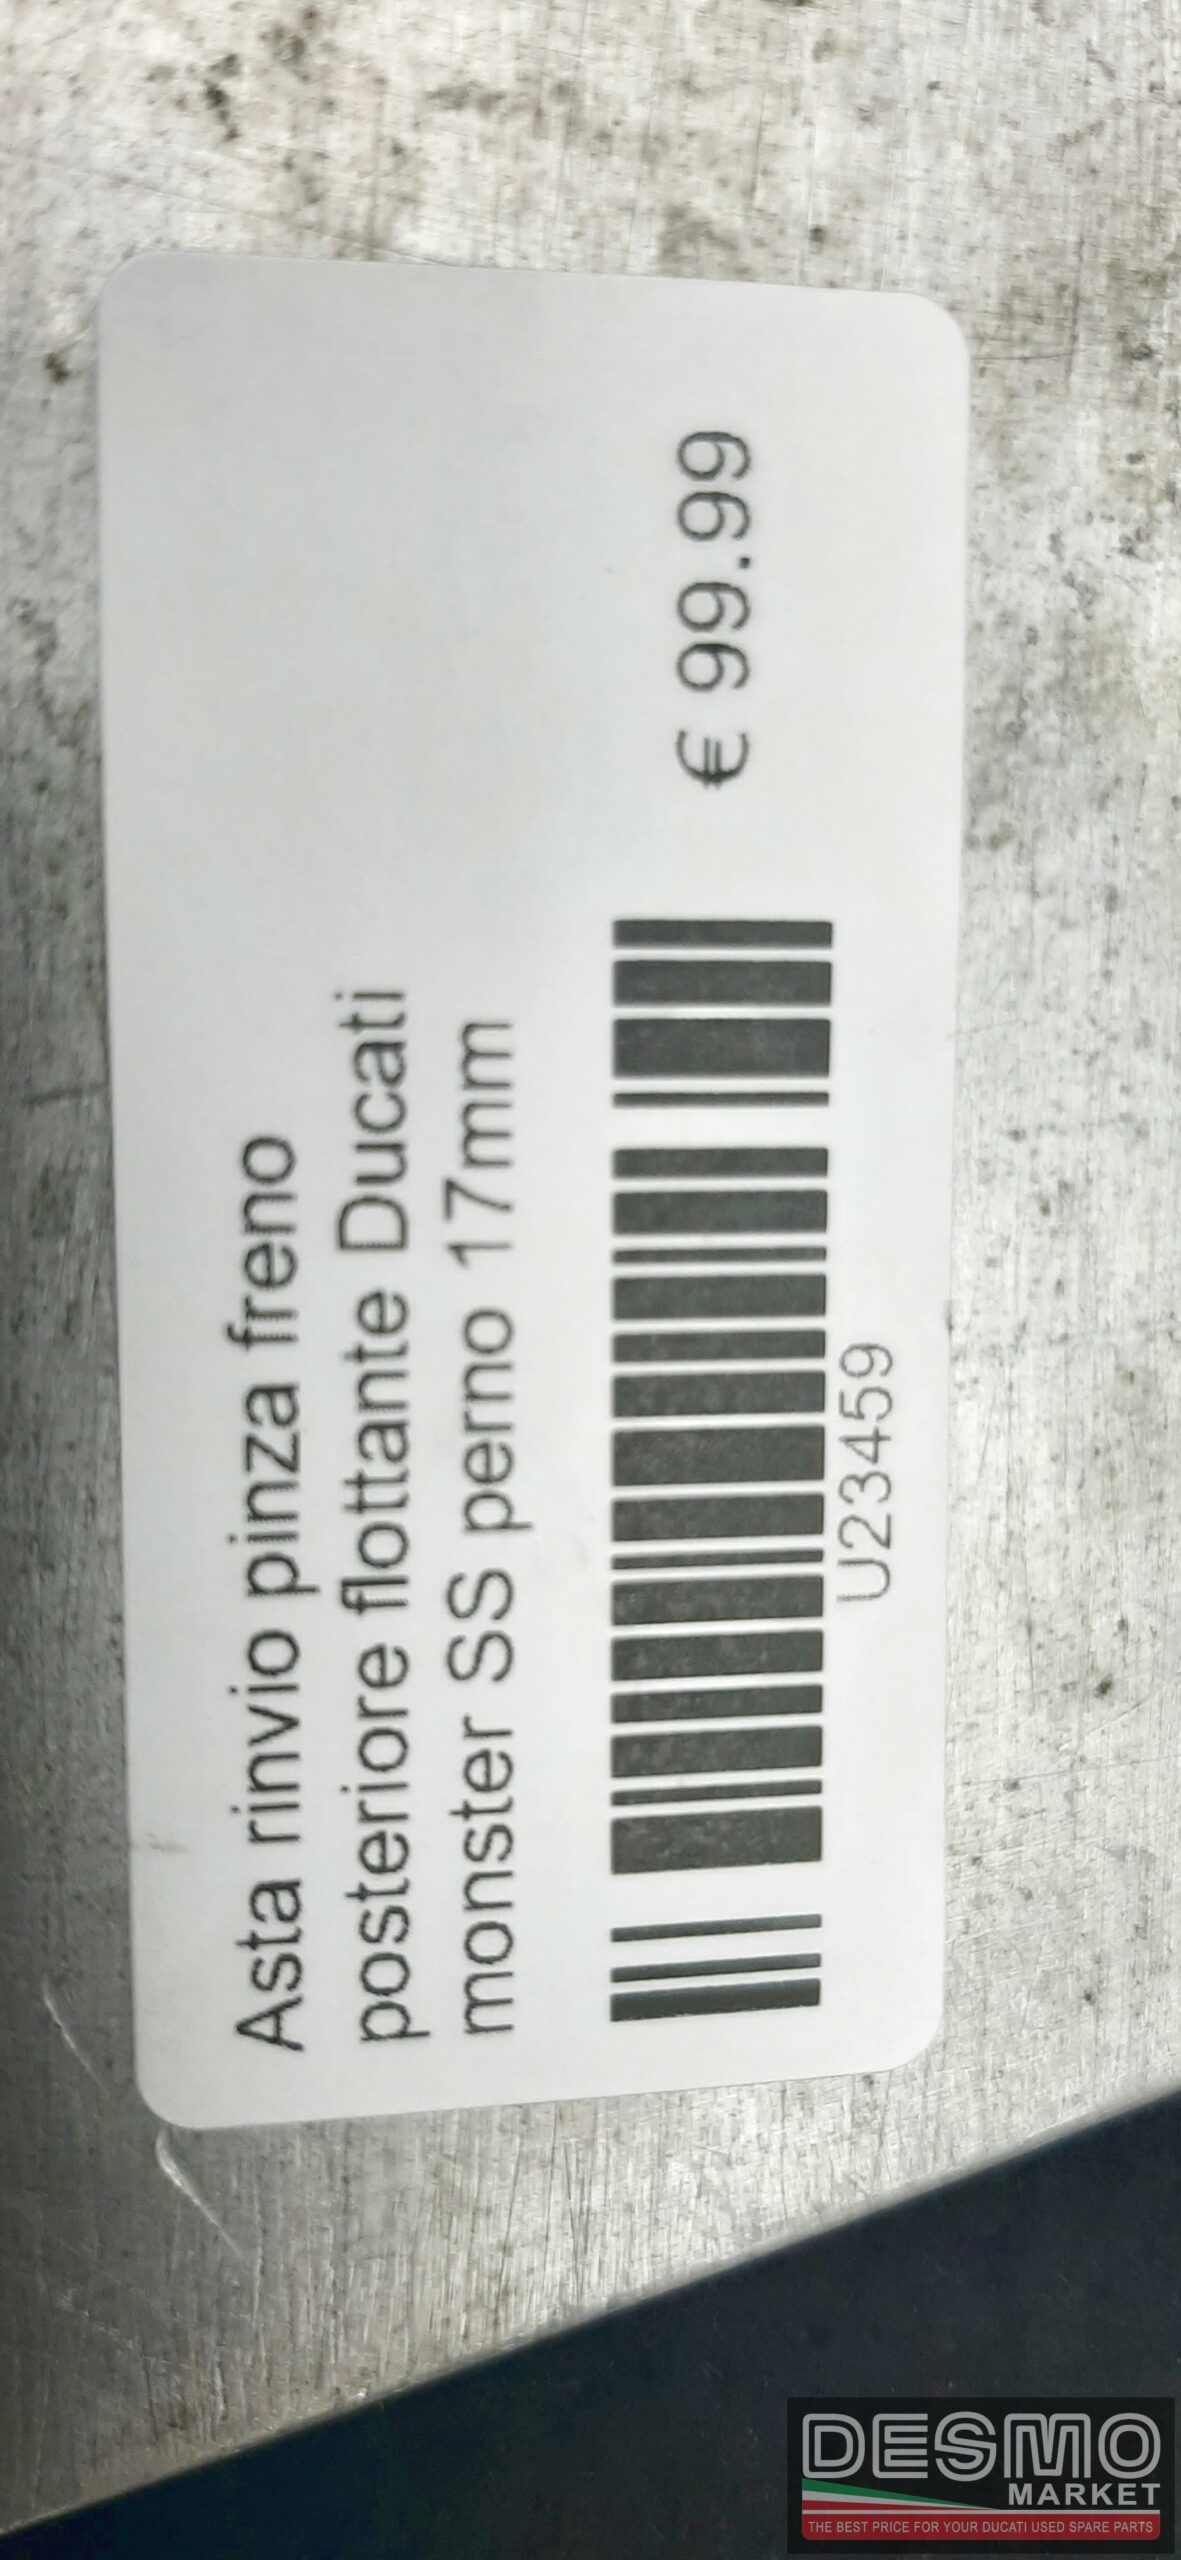 Asta rinvio pinza freno
posteriore flottante Ducati
monster SS perno 17mm
€ 99.99
U23459
DESMO
MARKET
THE BEST PRICE FOR YOUR DUCATI USED SPARE PARTS